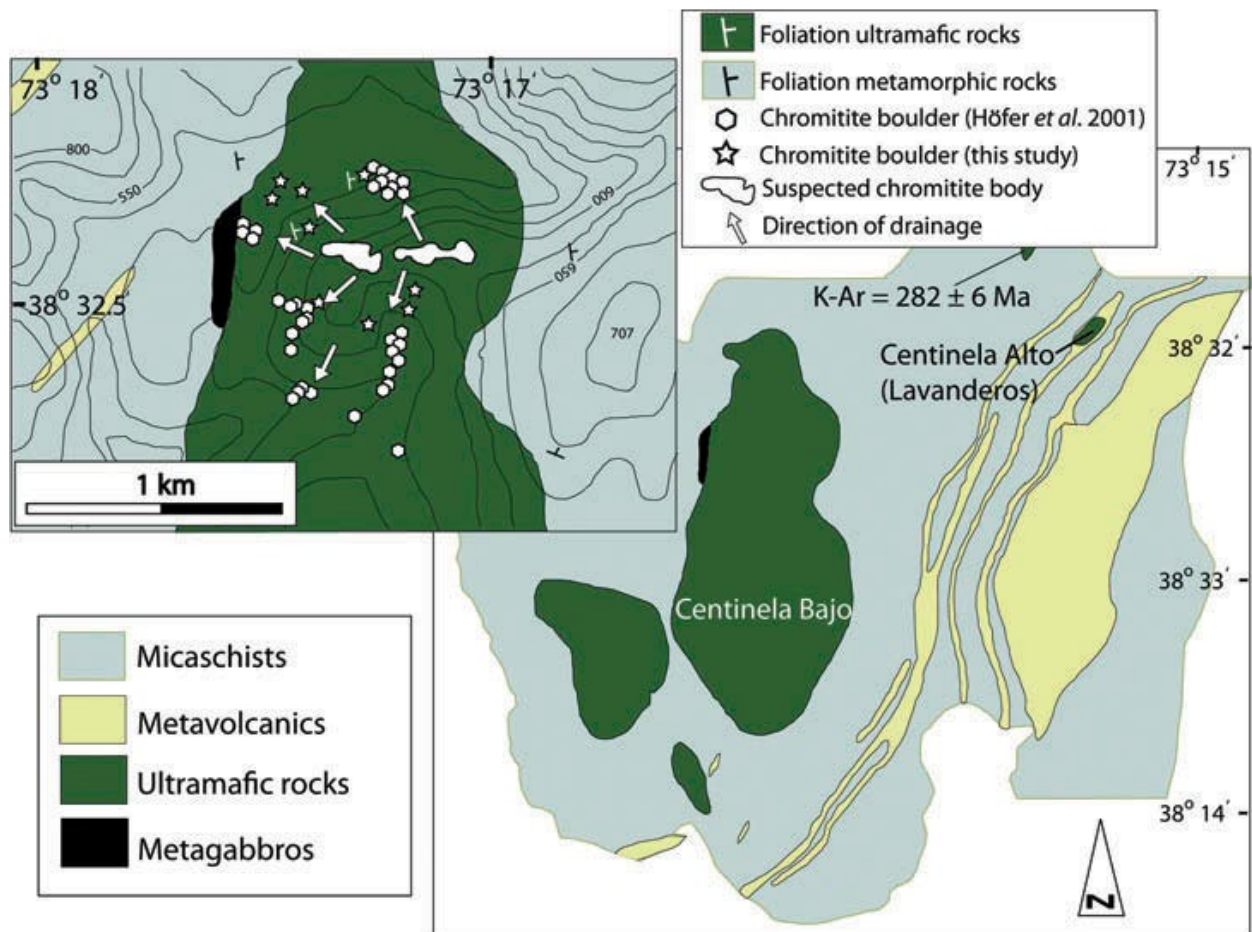 Foliation ultramafic rocks
Foliation metamorphic rocks
Chromitite boulder (Höfer et al. 2001)
Chromitite boulder (this study)
Suspected chromitite body
Direction of drainage
73° 18'
73° 17'
800
550
600
650
707
38° 32.5'
1 km
73° 15'
K-Ar = 282 ± 6 Ma
Centinela Alto
(Lavanderos)
38° 32'
38° 33'
Centinela Bajo
38° 14'
N
Micaschists
Metavolcanics
Ultramafic rocks
Metagabbros